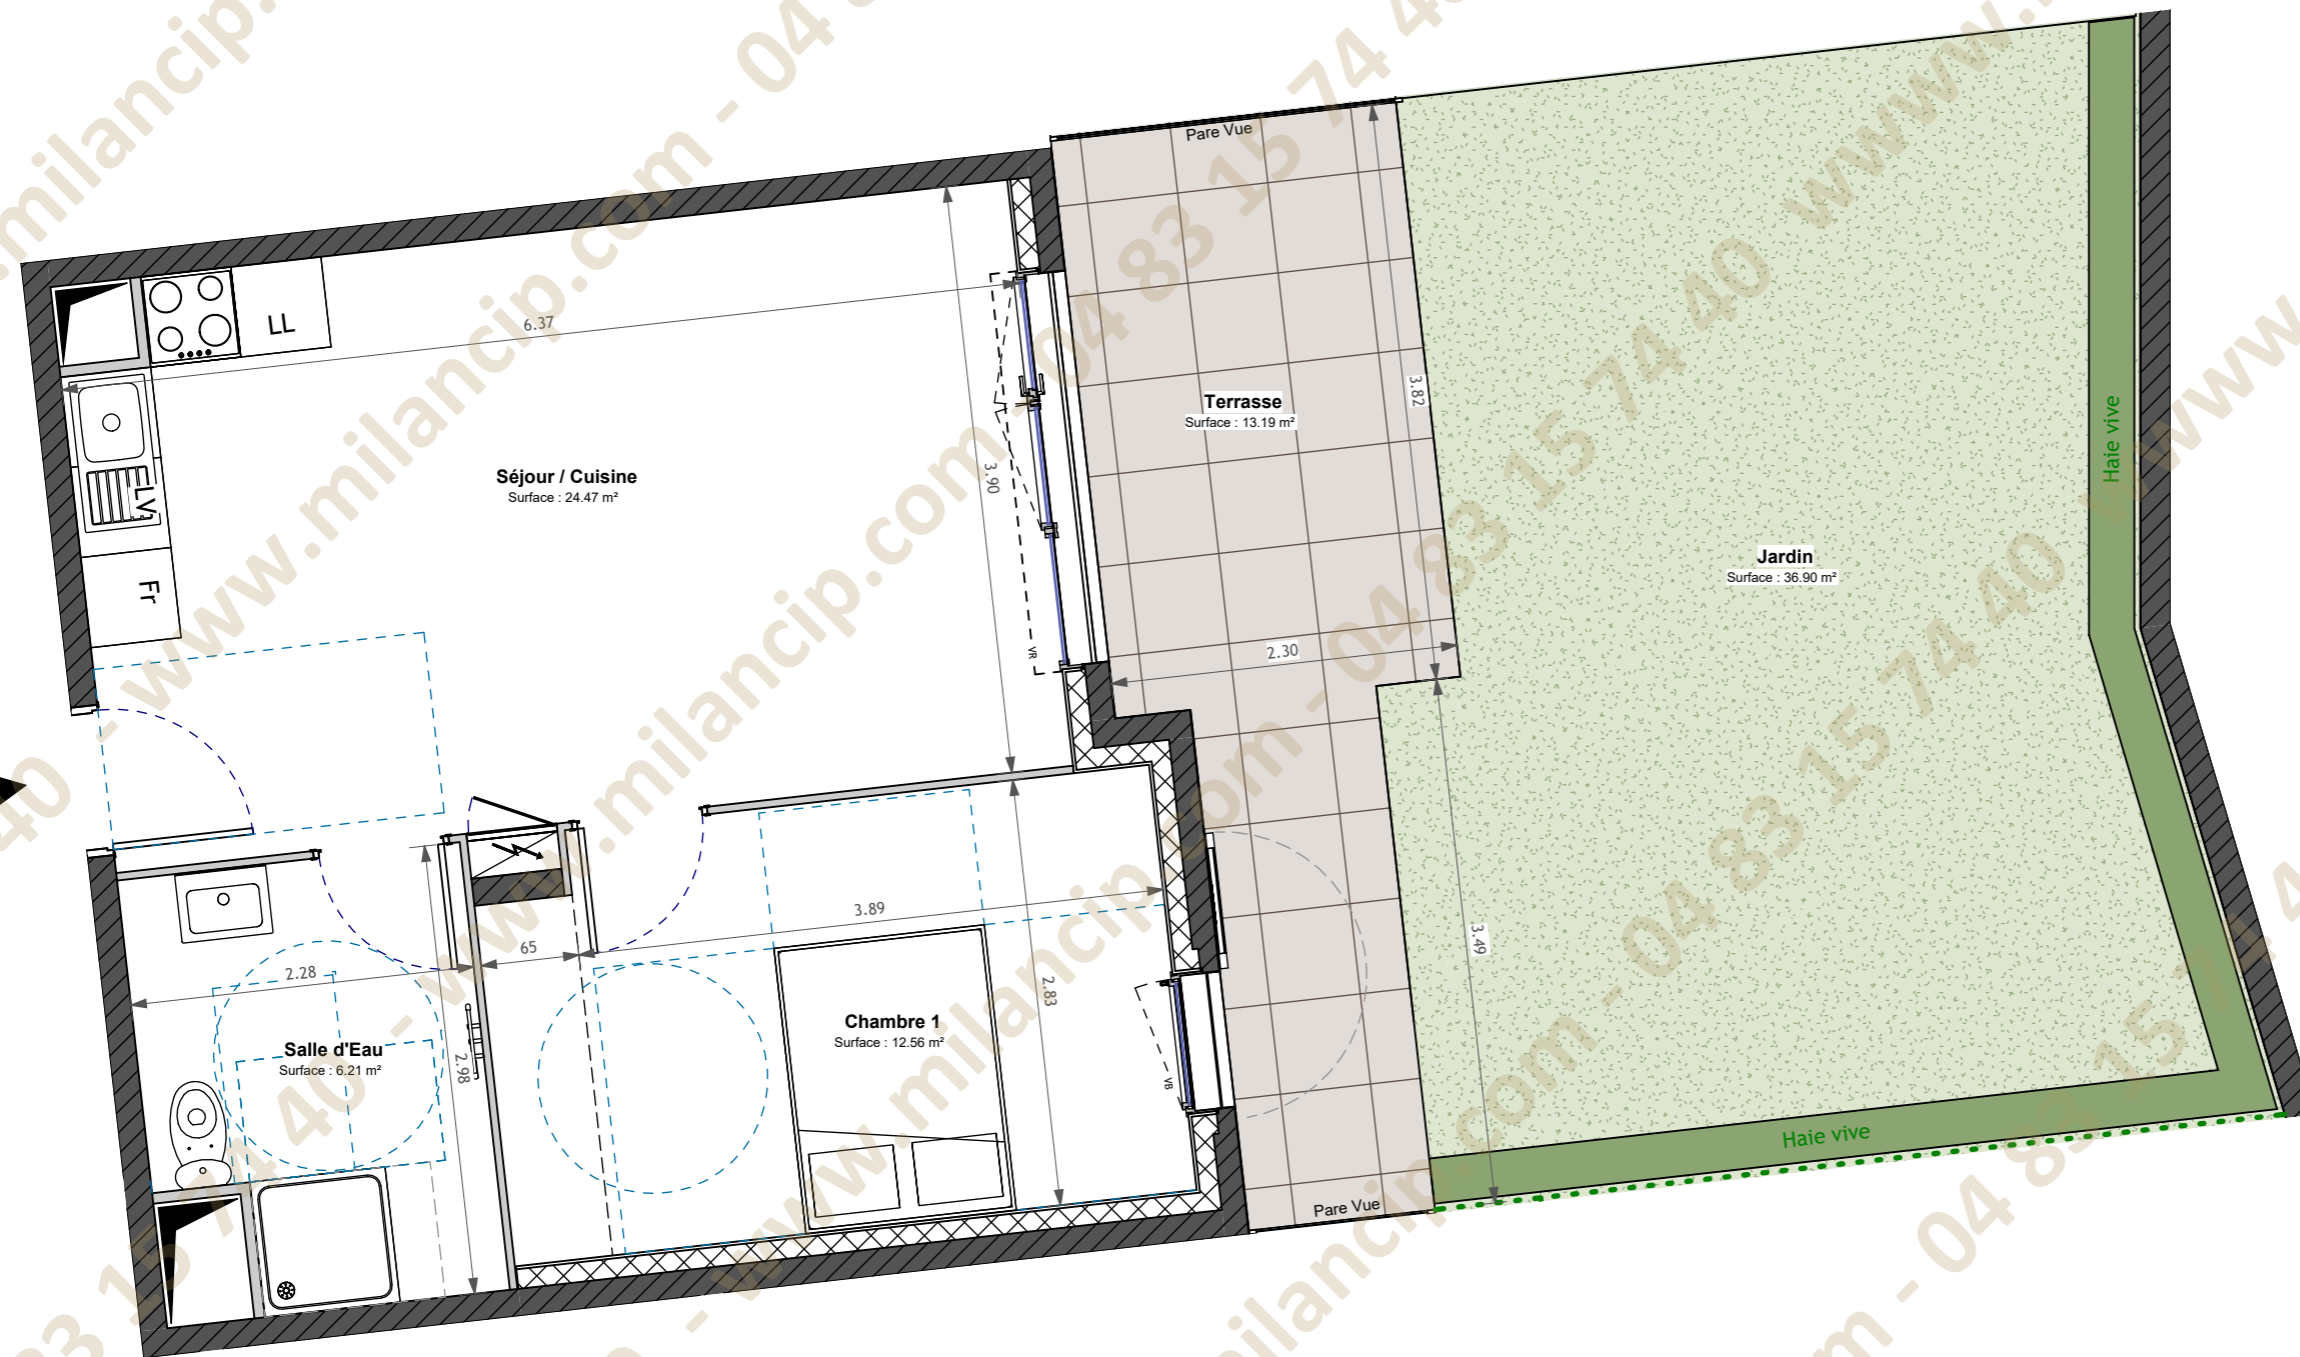 Pare Vue
LL
6.37
Terrasse
Surface : 13.19 m²
3.82
Haie vive
Séjour / Cuisine
Surface : 24.47 m²
3.90
LV
Fr
Jardin
Surface : 36.90 m²
VR
2.30
65
3.89
2.28
2.83
3.49
Chambre 1
Surface : 12.56 m²
Salle d'Eau
Surface : 6.21 m²
2.98
VB
Haie vive
Pare Vue
www.milancip.com - 04 83 15 74 40